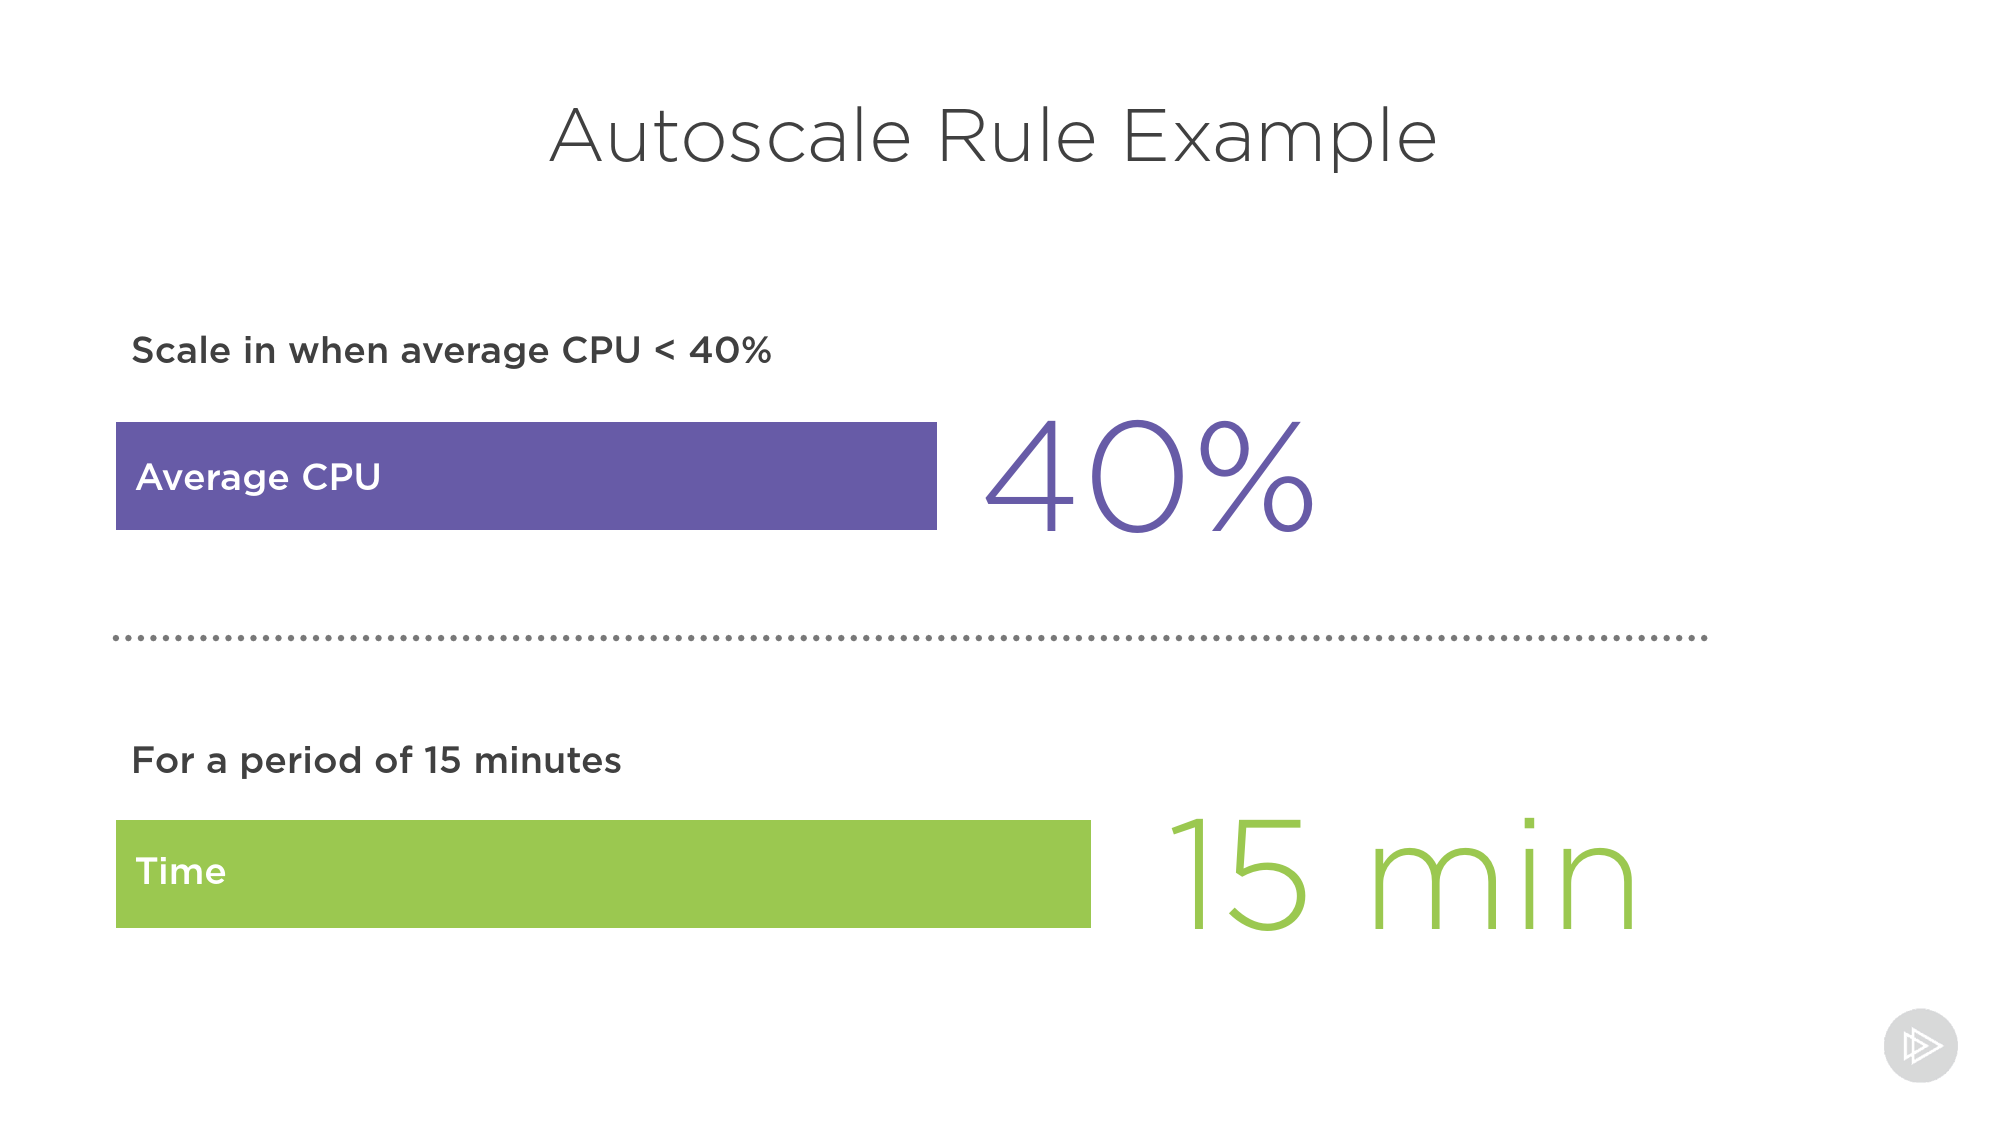 Autoscale Rule Example
Scale in when average CPU < 40%
Average CPU
40%
For a period of 15 minutes
Time
15 min